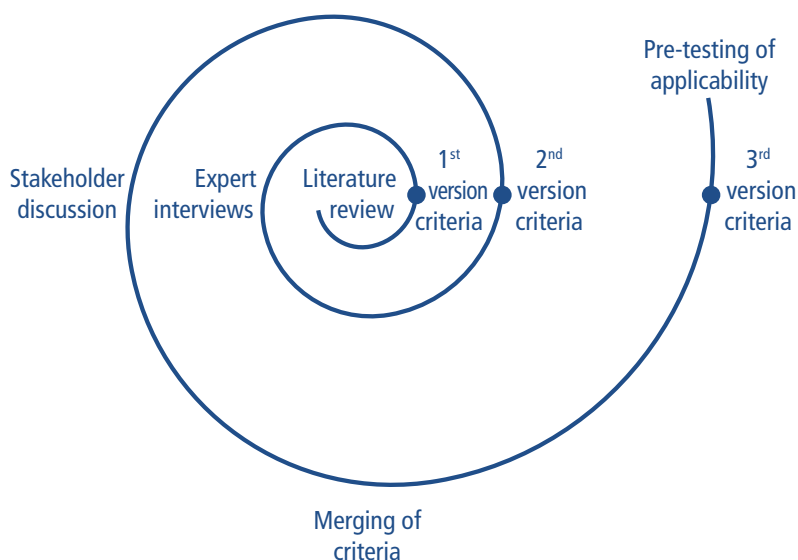 Pre-testing of
applicability
Stakeholder
discussion
Expert
interviews
Literature
review
1st
version
criteria
2nd
version
criteria
3rd
version
criteria
Merging of
criteria